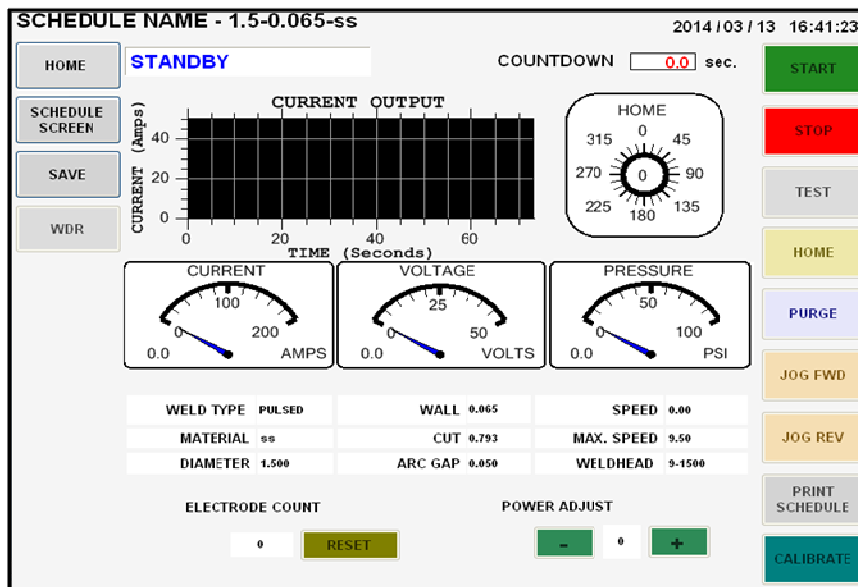 SCHEDULE NAME - 1.5-0.065-ss
2014/03/13 16:41:23
HOME
STANDBY
COUNTDOWN 0.0 sec.
START
SCHEDULE
SCREEN
SAVE
WDR
CURRENT OUTPUT
CURRENT (Amps)
40
20
0
0 20 40 60
TIME (Seconds)
HOME
0
315 45
270 0 90
225 135
180
STOP
TEST
HOME
PURGE
JOG FWD
JOG REV
PRINT
SCHEDULE
CALIBRATE
CURRENT
100
0 200
0.0 AMPS
VOLTAGE
25
0 50
0.0 VOLTS
PRESSURE
50
0 100
0.0 PSI
WELD TYPE PULSED WALL 0.065 SPEED 0.00
MATERIAL ss CUT 0.793 MAX. SPEED 9.50
DIAMETER 1.500 ARC GAP 0.050 WELDHEAD 9-1500
ELECTRODE COUNT
0 RESET
POWER ADJUST
- 0 +